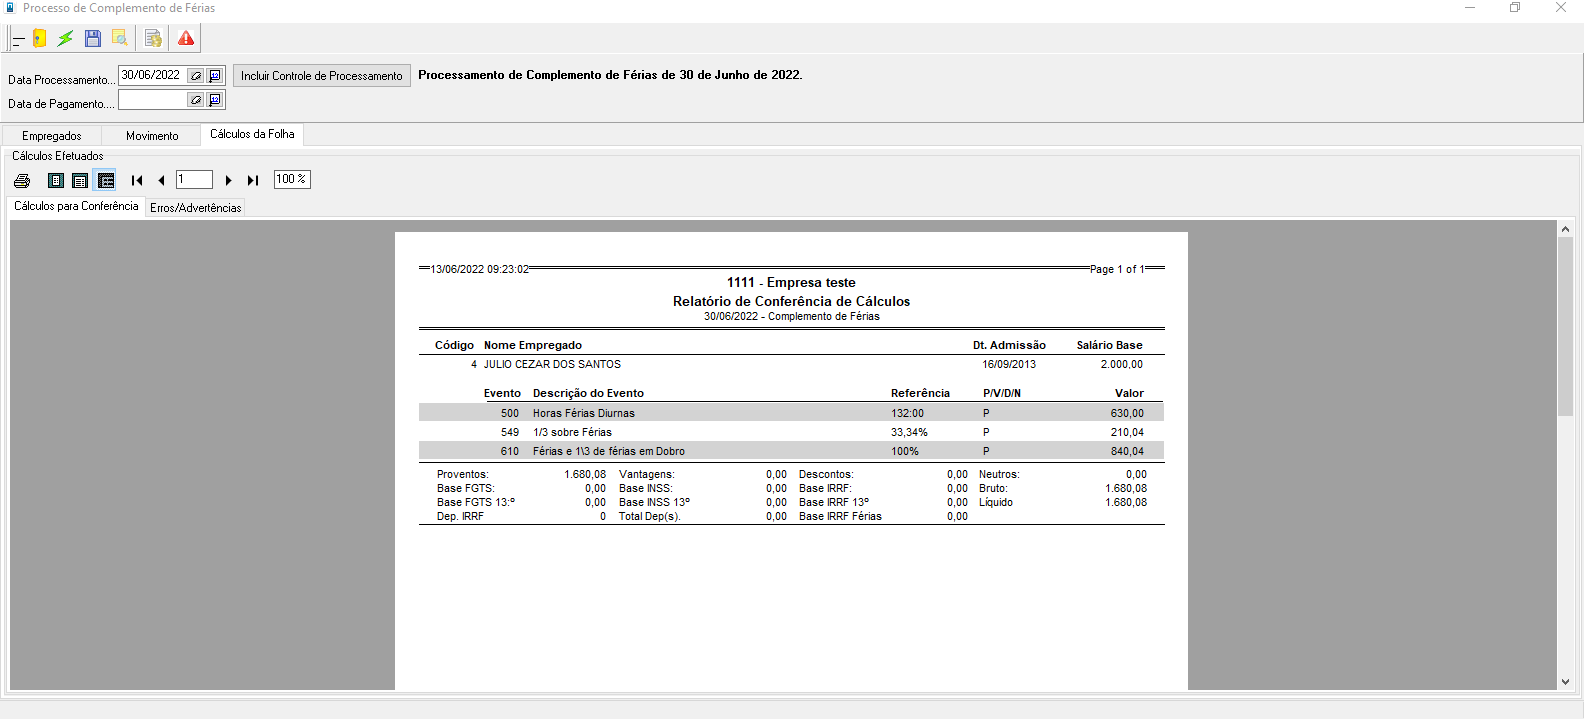 Processo de Complemento de Férias
Data Processamento... 30/06/2022 Incluir Controle de Processamento Processamento de Complemento de Férias de 30 de Junho de 2022.
Data de Pagamento....
Empregados Movimento Cálculos da Folha
Cálculos Efetuados
1 100 %
Cálculos para Conferência Erros/Advertências
13/06/2022 09:23:02 Page 1 of 1
1111 - Empresa teste
Relatório de Conferência de Cálculos
30/06/2022 - Complemento de Férias
Código Nome Empregado Dt. Admissão Salário Base
4 JULIO CEZAR DOS SANTOS 16/09/2013 2.000,00
Evento Descrição do Evento Referência P/V/D/N Valor
500 Horas Férias Diurnas 132:00 P 630,00
549 1/3 sobre Férias 33,34% P 210,04
610 Férias e 1\3 de férias em Dobro 100% P 840,04
Proventos: 1.680,08 Vantagens: 0,00 Descontos: 0,00 Neutros: 0,00
Base FGTS: 0,00 Base INSS: 0,00 Base IRRF: 0,00 Bruto: 1.680,08
Base FGTS 13:º 0,00 Base INSS 13º 0,00 Base IRRF 13º 0,00 Líquido 1.680,08
Dep. IRRF 0 Total Dep(s). 0,00 Base IRRF Férias 0,00